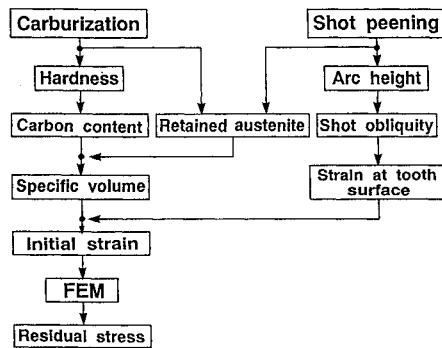 Carburization
Shot peening
Hardness
Arc height
Carbon content
Retained austenite
Shot obliquity
Specific volume
Strain at tooth
surface
Initial strain
FEM
Residual stress